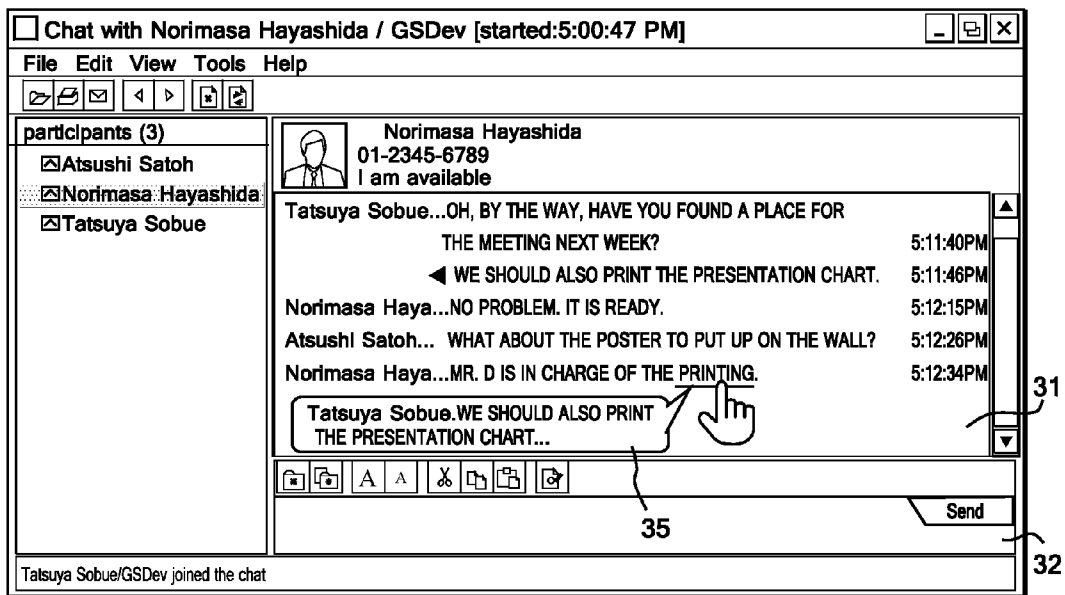 Chat with Norimasa Hayashida / GSDev [started:5:00:47 PM]
File Edit View Tools Help
participants (3)
Atsushi Satoh
Norimasa Hayashida
Tatsuya Sobue
Norimasa Hayashida
01-2345-6789
I am available
Tatsuya Sobue...OH, BY THE WAY, HAVE YOU FOUND A PLACE FOR
THE MEETING NEXT WEEK? 5:11:40PM
WE SHOULD ALSO PRINT THE PRESENTATION CHART. 5:11:46PM
Norimasa Haya...NO PROBLEM. IT IS READY. 5:12:15PM
Atsushi Satoh... WHAT ABOUT THE POSTER TO PUT UP ON THE WALL? 5:12:26PM
Norimasa Haya...MR. D IS IN CHARGE OF THE PRINTING. 5:12:34PM
31
Tatsuya Sobue.WE SHOULD ALSO PRINT
THE PRESENTATION CHART...
A A
35
Send
32
Tatsuya Sobue/GSDev joined the chat